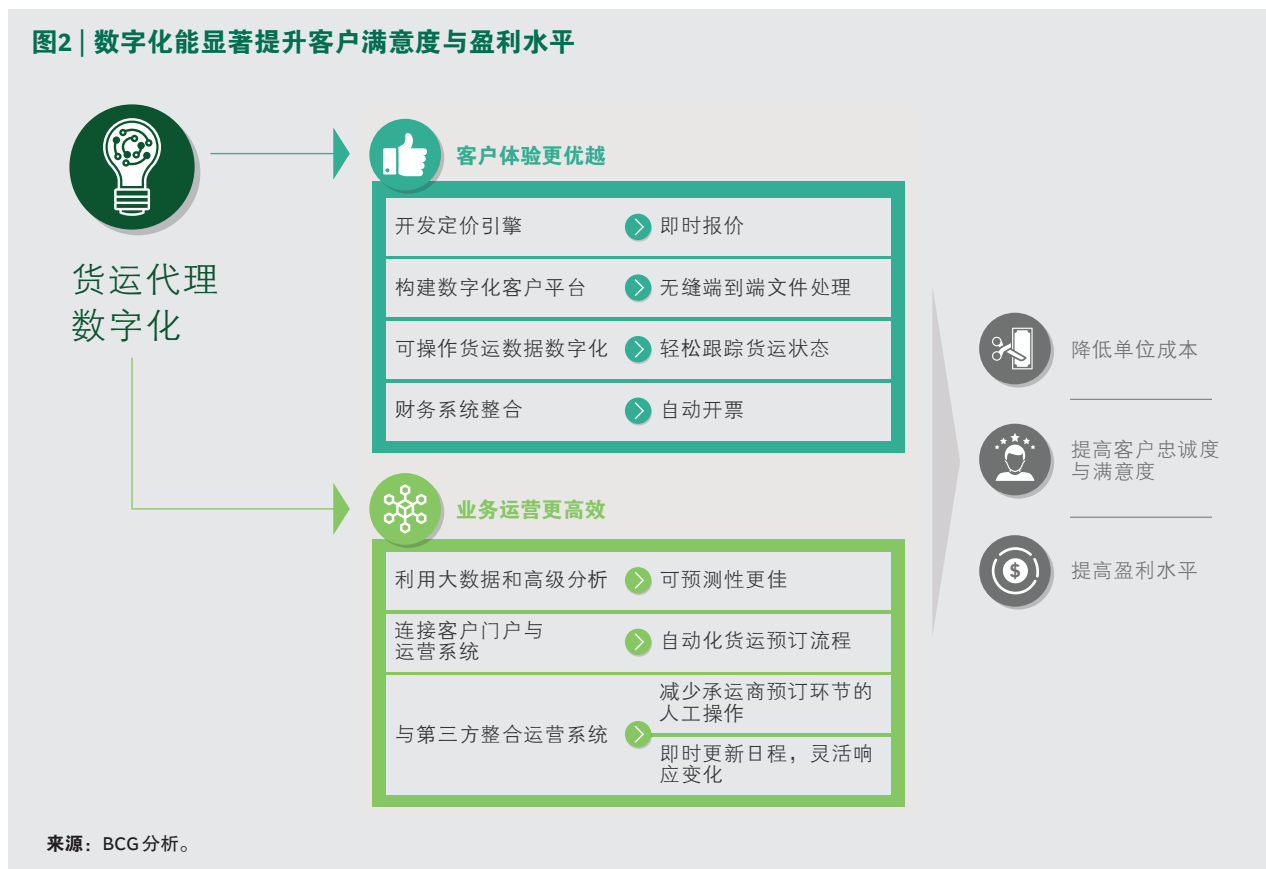 图2 | 数字化能显著提升客户满意度与盈利水平
货运代理
数字化
客户体验更优越
开发定价引擎
即时报价
构建数字化客户平台
无缝端到端文件处理
可操作货运数据数字化
轻松跟踪货运状态
财务系统整合
自动开票
业务运营更高效
利用大数据和高级分析
可预测性更佳
连接客户门户与
运营系统
自动化货运预订流程
与第三方整合运营系统
减少承运商预订环节的
人工操作
即时更新日程，灵活响
应变化
降低单位成本
提高客户忠诚度
与满意度
$
提高盈利水平
来源：BCG分析。